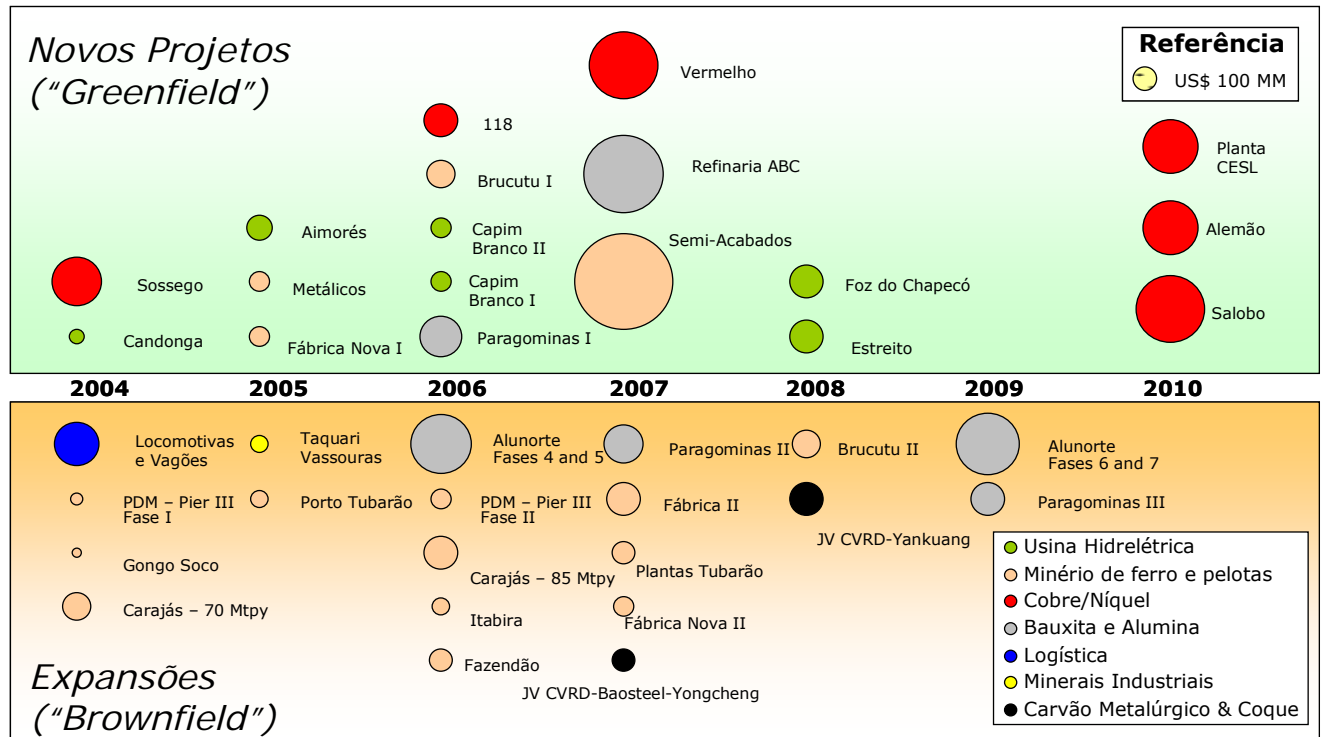 Novos Projetos
("Greenfield")
Referência
US$ 100 MM
Vermelho
118
Planta
CESL
Refinaria ABC
Brucutu I
Aimorés
Capim
Branco II
Semi-Acabados
Alemão
Sossego
Metálicos
Capim
Branco I
Foz do Chapecó
Salobo
Candonga
Fábrica Nova I
Paragominas I
Estreito
2004
2005
2006
2007
2008
2009
2010
Locomotivas
e Vagões
Taquari
Vassouras
Alunorte
Fases 4 and 5
Paragominas II
Brucutu II
Alunorte
Fases 6 and 7
PDM – Pier III
Fase I
Porto Tubarão
PDM – Pier III
Fase II
Fábrica II
JV CVRD-Yankuang
Paragominas III
Gongo Soco
Carajás – 85 Mtpy
Plantas Tubarão
Carajás – 70 Mtpy
Itabira
Fábrica Nova II
Fazendão
JV CVRD-Baosteel-Yongcheng
Usina Hidrelétrica
Minério de ferro e pelotas
Cobre/Níquel
Bauxita e Alumina
Logística
Minerais Industriais
Carvão Metalúrgico & Coque
Expansões
("Brownfield")